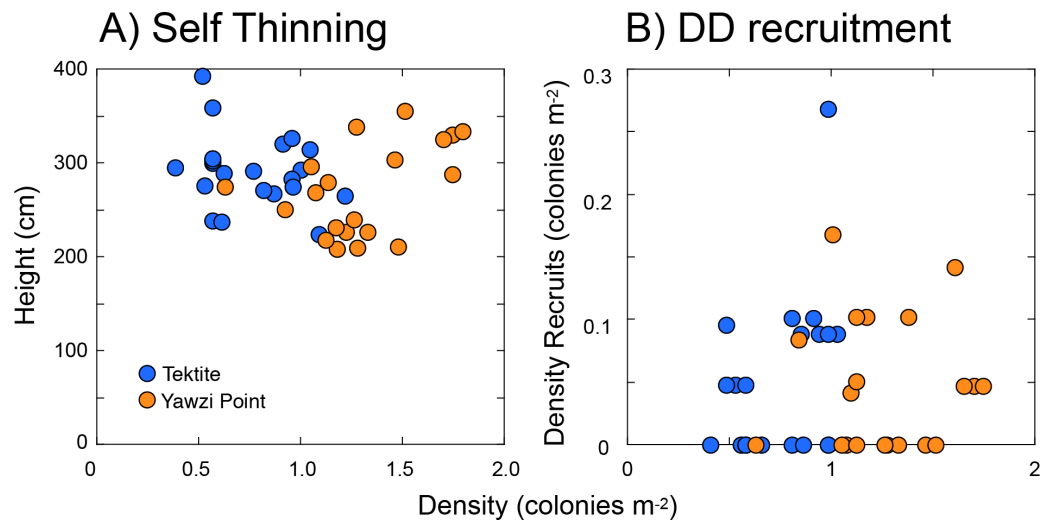 A) Self Thinning
B) DD recruitment
Height (cm)
400
300
200
100
0
0
0.5
1.0
1.5
2.0
Tektite
Yawzi Point
Density Recruits (colonies m-2)
0.3
0.2
0.1
0
0
1
2
Density (colonies m-2)